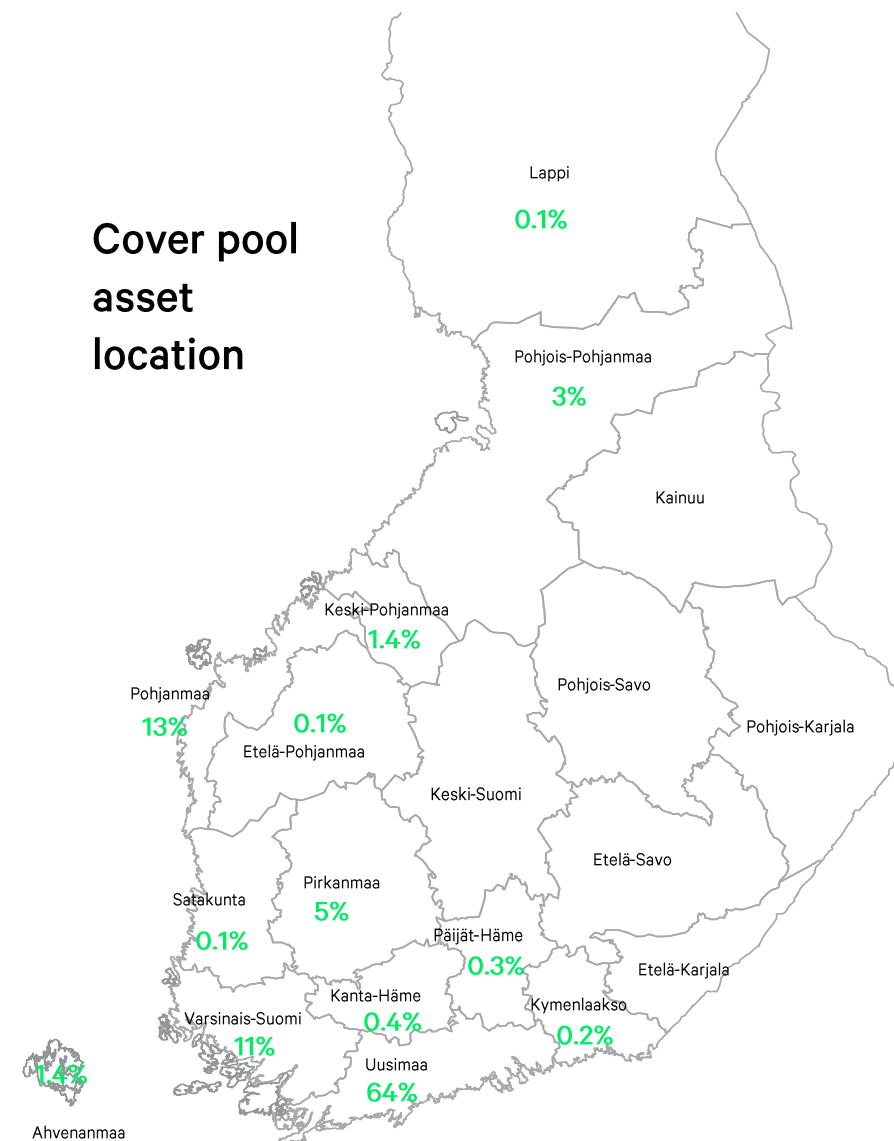 Lappi
0.1%
Cover pool
asset
location
Pohjois-Pohjanmaa
3%
Kainuu
Keski-Pohjanmaa
1.4%
Pohjois-Savo
Pohjanmaa
13%
0.1%
Etelä-Pohjanmaa
Pohjois-Karjala
Keski-Suomi
Etelä-Savo
Pirkanmaa
5%
Satakunta
0.1%
Päijät-Häme
0.3%
Etelä-Karjala
Kanta-Häme
0.4%
Kymenlaakso
0.2%
Varsinais-Suomi
11%
Uusimaa
64%
1.4%
Ahvenanmaa